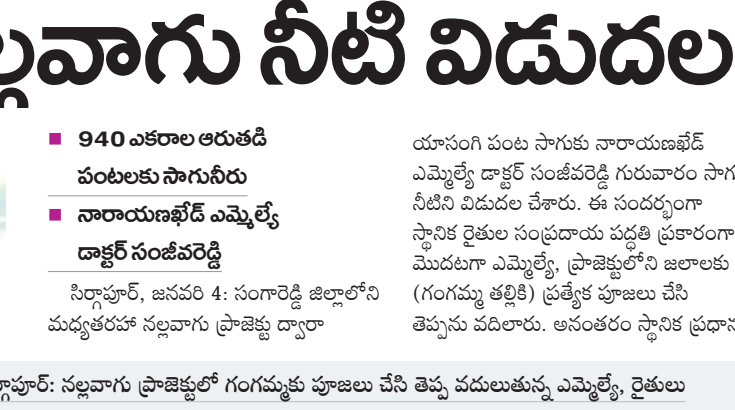 నీటి విడుదల
940 ఎకరాల ఆరుతడి
పంటలకు సాగునీరు
నారాయణఖేడ్ ఎమ్మెల్యే
డాక్టర్ సంజీవరెడ్డి
సిర్గాపూర్, జనవరి 4: సంగారెడ్డి జిల్లాలోని
మధ్యతరహా నల్లవాగు ప్రాజెక్టు ద్వారా
యాసంగి పంట సాగుకు నారాయణఖేడ్
ఎమ్మెల్యే డాక్టర్ సంజీవరెడ్డి గురువారం
నీటిని విడుదల చేశారు. ఈ సందర్భంగా
స్థానిక రైతుల సంప్రదాయ పద్ధతి ప్రకారంగా
మొదటగా ఎమ్మెల్యే, ప్రాజెక్టులోని జలాలకు
(గంగమ్మ తల్లికి) ప్రత్యేక పూజలు చేసి
తెప్పను వదిలారు. అనంతరం స్థానిక
నల్లవాగు ప్రాజెక్టులో గంగమ్మకు పూజలు చేసి తెప్ప వదులుతున్న ఎమ్మెల్యే, రైతులు